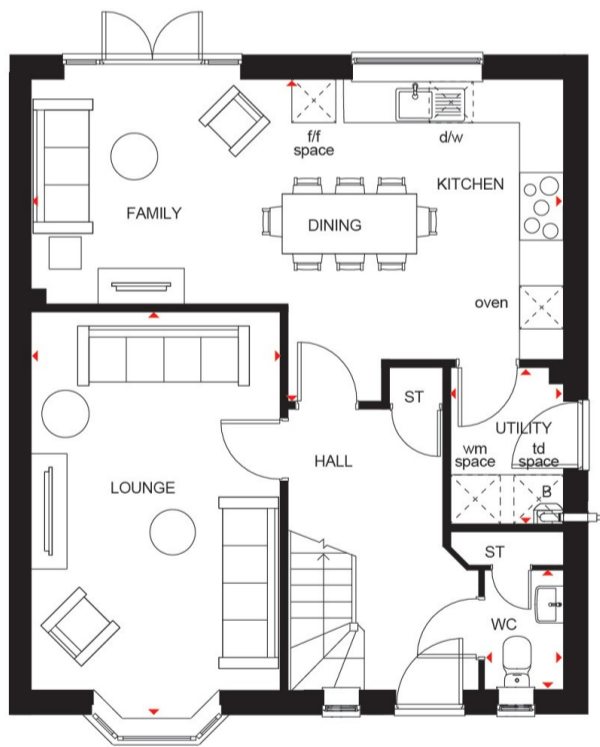 f/f
space
d/w
KITCHEN
FAMILY
DINING
oven
ST
UTILITY
wm
space
td
space
HALL
LOUNGE
B
ST
WC